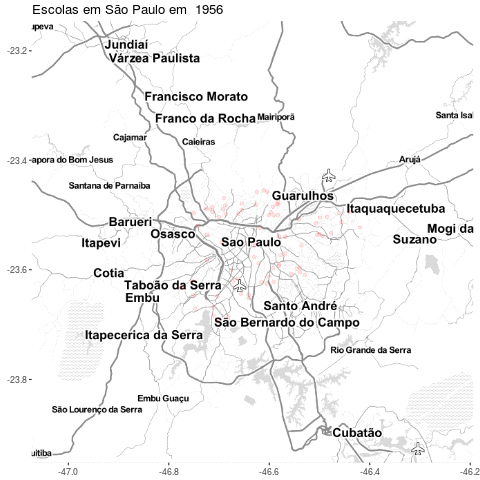 Escolas em São Paulo em  1956
upeva
Jundiaí
Várzea Paulista
Francisco Morato
Franco da Rocha
Mairiporã
Santa Isal
Cajamar
Caieiras
-apora do Bom Jesus
Arujá
Santana de Parnaíba
Guarulhos
Itaquaquecetuba
Barueri
Mogi da
Osasco
Itapevi
Sao Paulo
Suzano
Cotia
Taboão da Serra
Embu
Santo André
São Bernardo do Campo
Itapecerica da Serra
Rio Grande da Serra
Embu Guaçu
São Lourenço da Serra
Cubatão
uitiba
-23.2
-23.4
-23.6
-23.8
-47.0
-46.8
-46.6
-46.4
-46.2